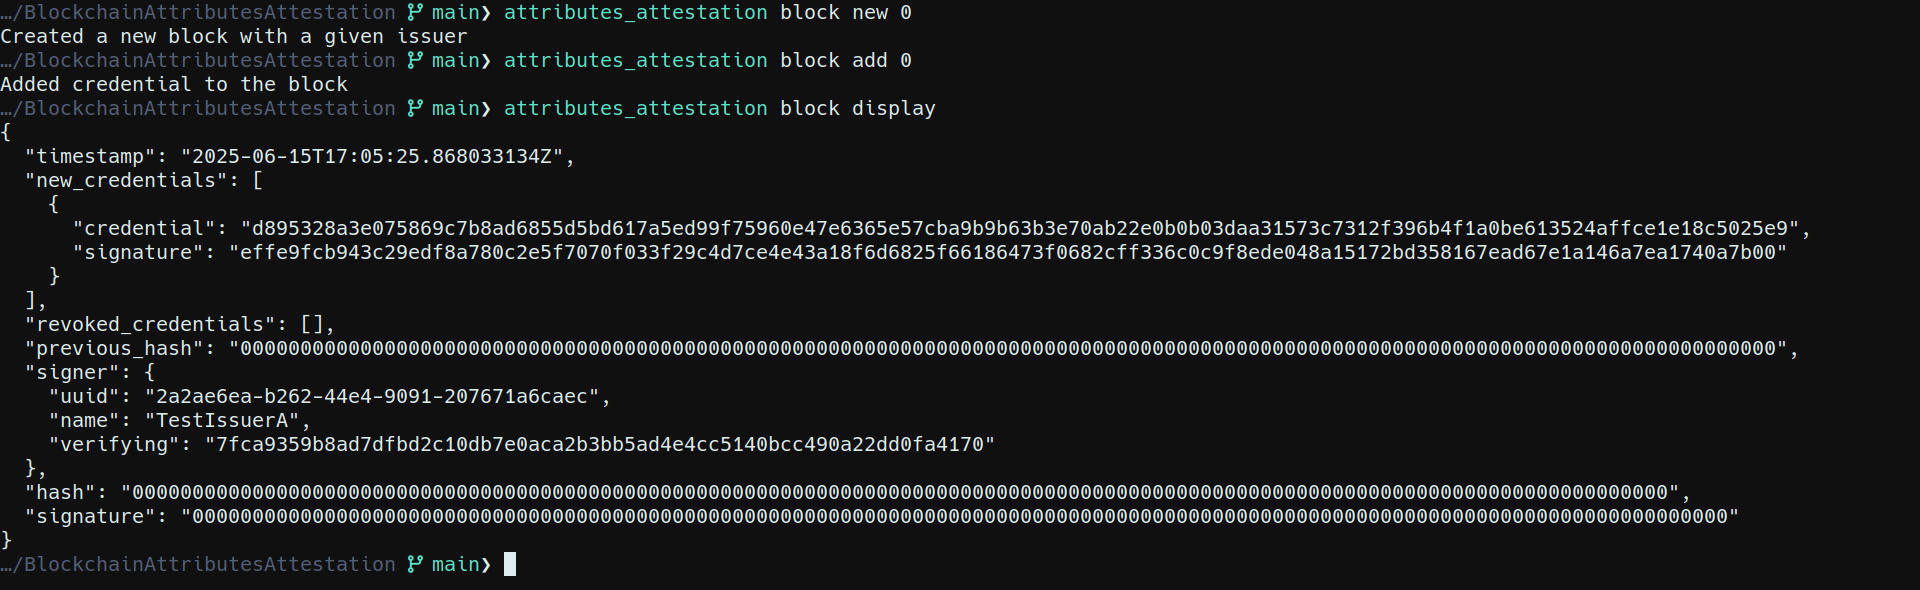 …/BlockchainAttributesAttestation main❯ attributes_attestation block new 0
Created a new block with a given issuer
…/BlockchainAttributesAttestation main❯ attributes_attestation block add 0
Added credential to the block
…/BlockchainAttributesAttestation main❯ attributes_attestation block display
{
  "timestamp": "2025-06-15T17:05:25.868033134Z",
  "new_credentials": [
    {
      "credential": "d895328a3e075869c7b8ad6855d5bd617a5ed99f75960e47e6365e57cba9b9b63b3e70ab22e0b0b03daa31573c7312f396b4f1a0be613524affce1e18c5025e9",
      "signature": "effe9fcb943c29edf8a780c2e5f7070f033f29c4d7ce4e43a18f6d6825f66186473f0682cff336c0c9f8ede048a15172bd358167ead67e1a146a7ea1740a7b00"
    }
  ],
  "revoked_credentials": [],
  "previous_hash": "00000000000000000000000000000000000000000000000000000000000000000000000000000000000000000000000000000000000000000000000000000000",
  "signer": {
    "uuid": "2a2ae6ea-b262-44e4-9091-207671a6caec",
    "name": "TestIssuerA",
    "verifying": "7fca9359b8ad7dfbd2c10db7e0aca2b3bb5ad4e4cc5140bcc490a22dd0fa4170"
  },
  "hash": "00000000000000000000000000000000000000000000000000000000000000000000000000000000000000000000000000000000000000000000000000000000",
  "signature": "00000000000000000000000000000000000000000000000000000000000000000000000000000000000000000000000000000000000000000000000000000000"
}
…/BlockchainAttributesAttestation main❯